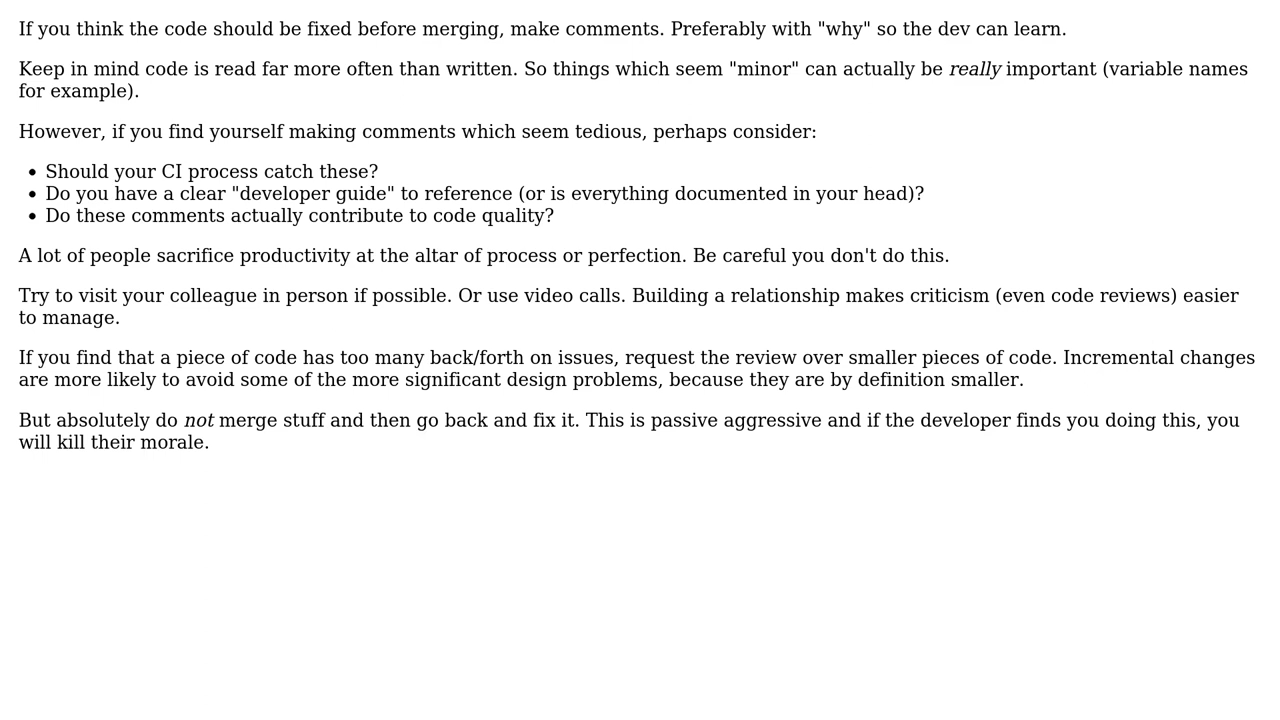 If you think the code should be fixed before merging, make comments. Preferably with "why" so the dev can learn.
Keep in mind code is read far more often than written. So things which seem "minor" can actually be really important (variable names
for example).
However, if you find yourself making comments which seem tedious, perhaps consider:
• Should your CI process catch these?
• Do you have a clear "developer guide" to reference (or is everything documented in your head)?
• Do these comments actually contribute to code quality?
A lot of people sacrifice productivity at the altar of process or perfection. Be careful you don't do this.
Try to visit your colleague in person if possible. Or use video calls. Building a relationship makes criticism (even code reviews) easier
to manage.
If you find that a piece of code has too many back/forth on issues, request the review over smaller pieces of code. Incremental changes
are more likely to avoid some of the more significant design problems, because they are by definition smaller.
But absolutely do not merge stuff and then go back and fix it. This is passive aggressive and if the developer finds you doing this, you
will kill their morale.